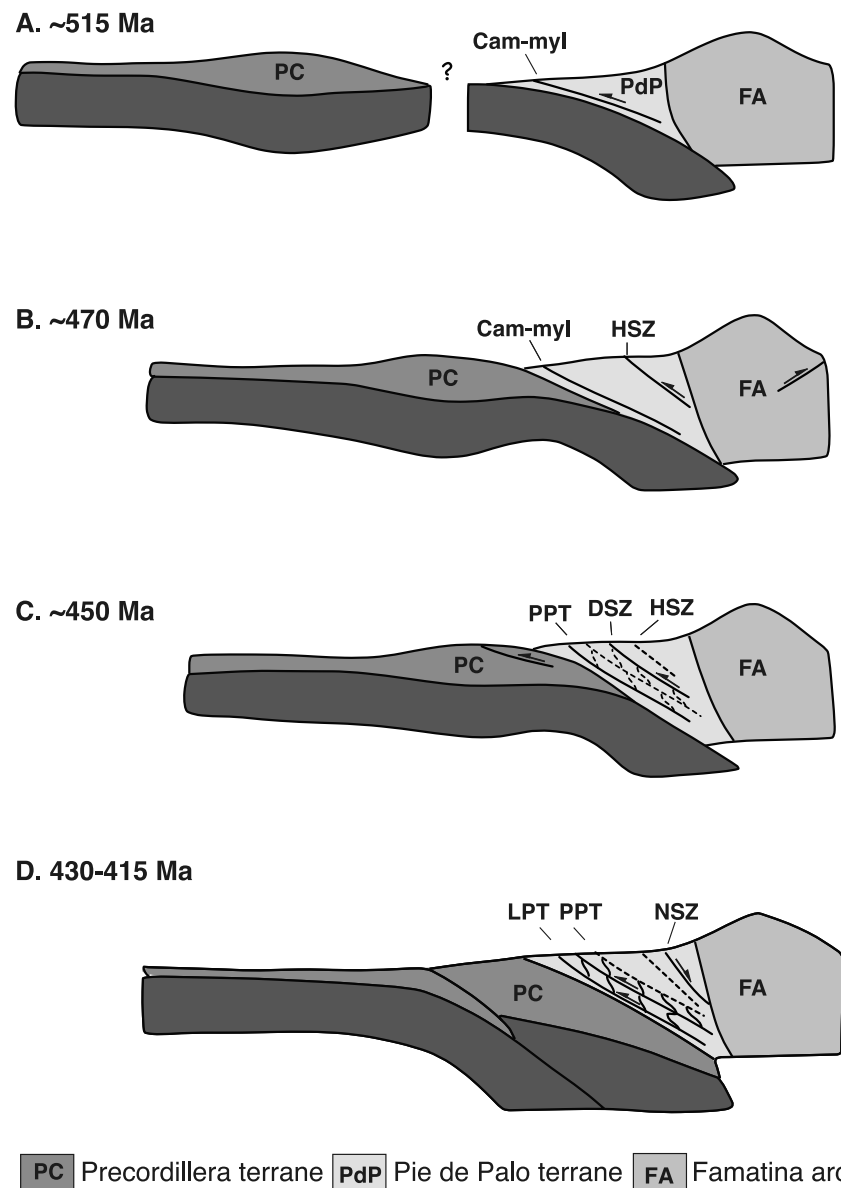 A. ~515 Ma
Cam-myl
PC
?
PdP
FA
B. ~470 Ma
Cam-myl HSZ
PC
FA
C. ~450 Ma
PPT DSZ HSZ
PC
FA
D. 430-415 Ma
LPT PPT NSZ
PC
FA
PC Precordillera terrane PdP Pie de Palo terrane FA Famatina arc